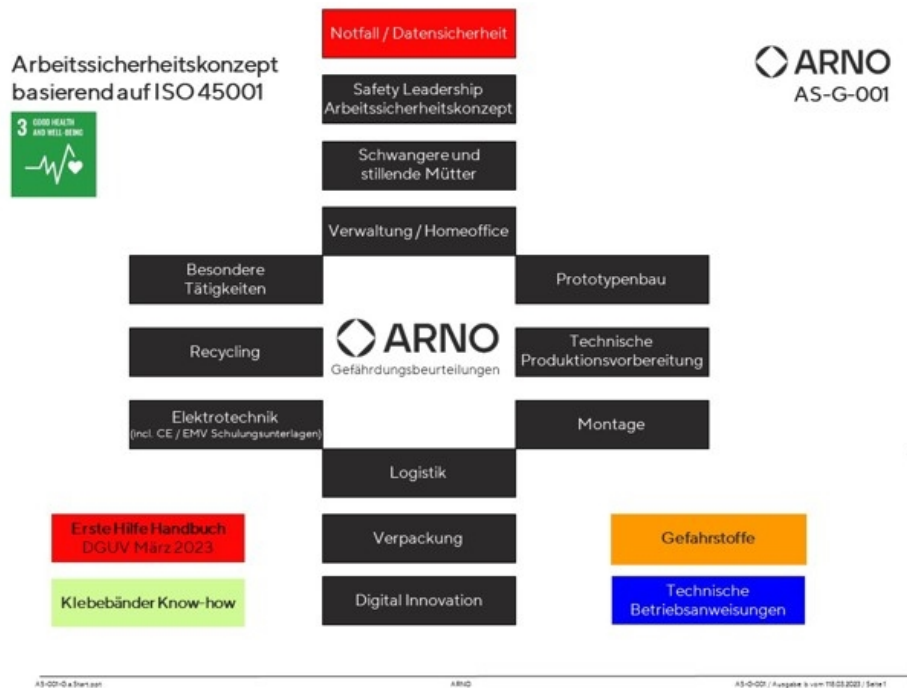 Notfall / Datensicherheit
Arbeitssicherheitskonzept
basierend auf ISO 45001
3 GOOD HEALTH
AND WELL-BEING
ARNO
AS-G-001
Safety Leadership
Arbeitssicherheitskonzept
Schwangere und
stillende Mütter
Verwaltung / Homeoffice
Besondere
Tätigkeiten
Prototypenbau
Recycling
ARNO
Gefährdungsbeurteilungen
Technische
Produktionsvorbereitung
Elektrotechnik
(incl. CE / EMV Schulungsunterlagen)
Montage
Logistik
Erste Hilfe Handbuch
DGUV März 2023
Verpackung
Gefahrstoffe
Klebebänder Know-how
Digital Innovation
Technische
Betriebsanweisungen
ARNO